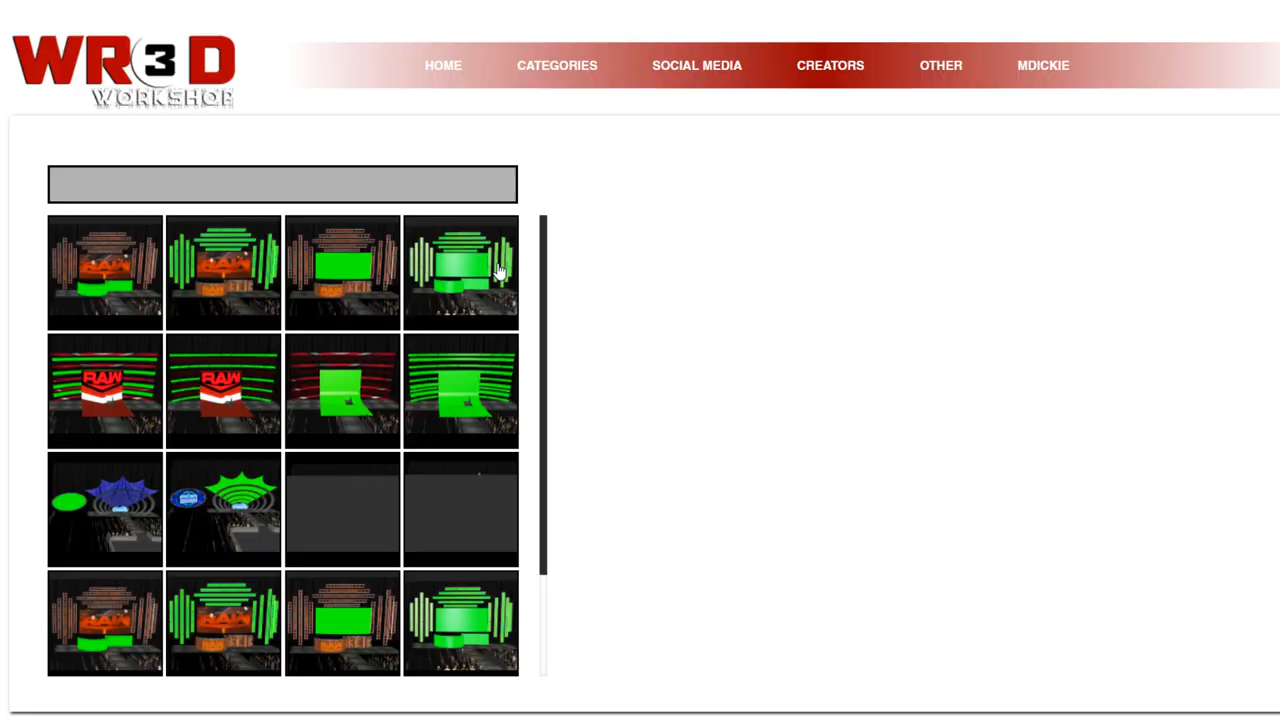 WR3D
WORKSHOP
HOME CATEGORIES SOCIAL MEDIA CREATORS OTHER MDICKIE
RAW RAW